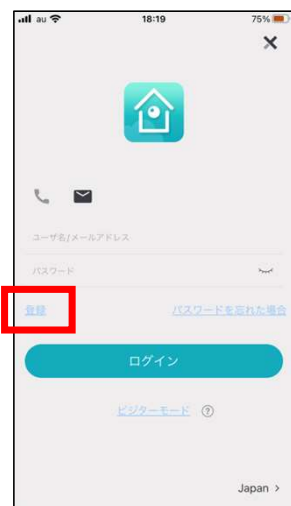 au 18:19 75%
ユーザ名/メールアドレス
パスワード
登録 パスワードを忘れた場合
ログイン
ビジターモード ?
Japan >